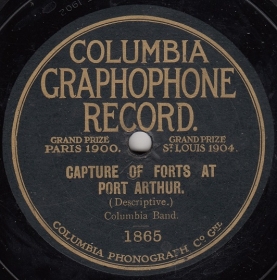 COLUMBIA
GRAPHOPHONE
RECORD.
GRAND PRIZE
PARIS 1900.
GRAND PRIZE
ST LOUIS 1904.
CAPTURE OF FORTS AT
PORT ARTHUR.
(Descriptive.)
Columbia Band.
1865
COLUMBIA PHONOGRAPH CO GENL